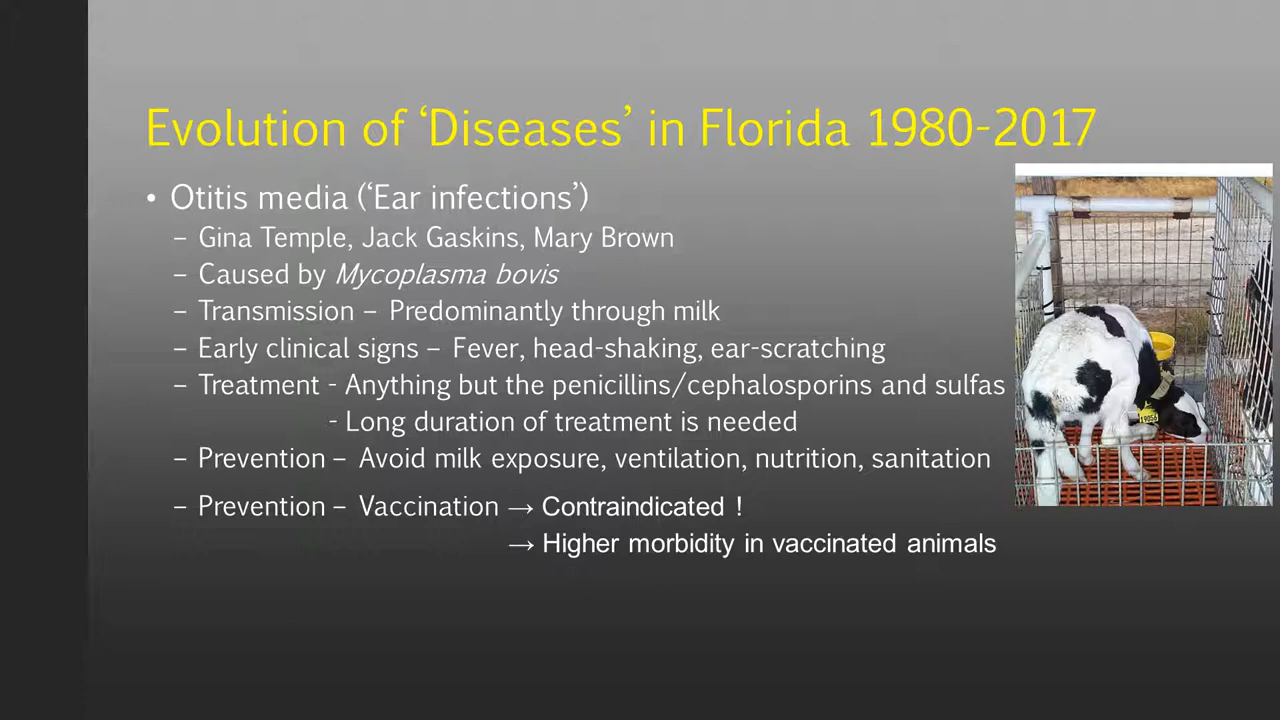 Evolution of ‘Diseases’ in Florida 1980-2017
• Otitis media (‘Ear infections’)
– Gina Temple, Jack Gaskins, Mary Brown
– Caused by Mycoplasma bovis
– Transmission – Predominantly through milk
– Early clinical signs – Fever, head-shaking, ear-scratching
– Treatment - Anything but the penicillins/cephalosporins and sulfas
- Long duration of treatment is needed
– Prevention – Avoid milk exposure, ventilation, nutrition, sanitation
– Prevention – Vaccination → Contraindicated !
→ Higher morbidity in vaccinated animals